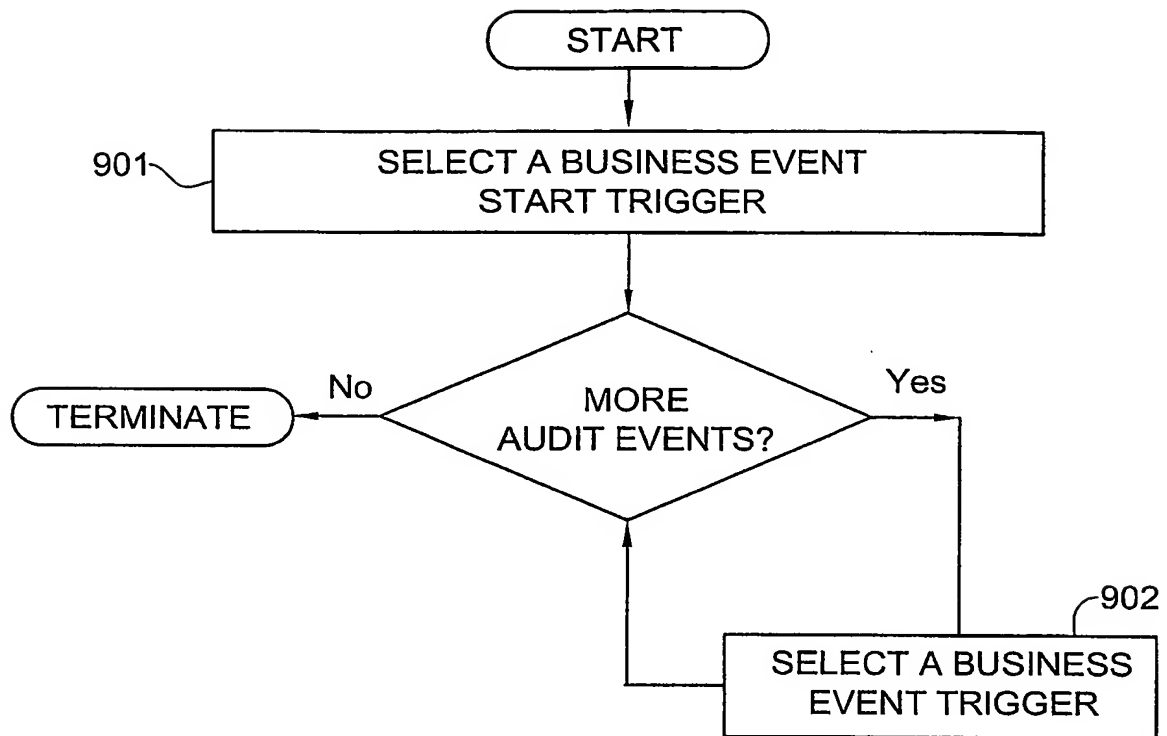 START
901
SELECT A BUSINESS EVENT
START TRIGGER
No
Yes
TERMINATE
MORE
AUDIT EVENTS?
902
SELECT A BUSINESS
EVENT TRIGGER